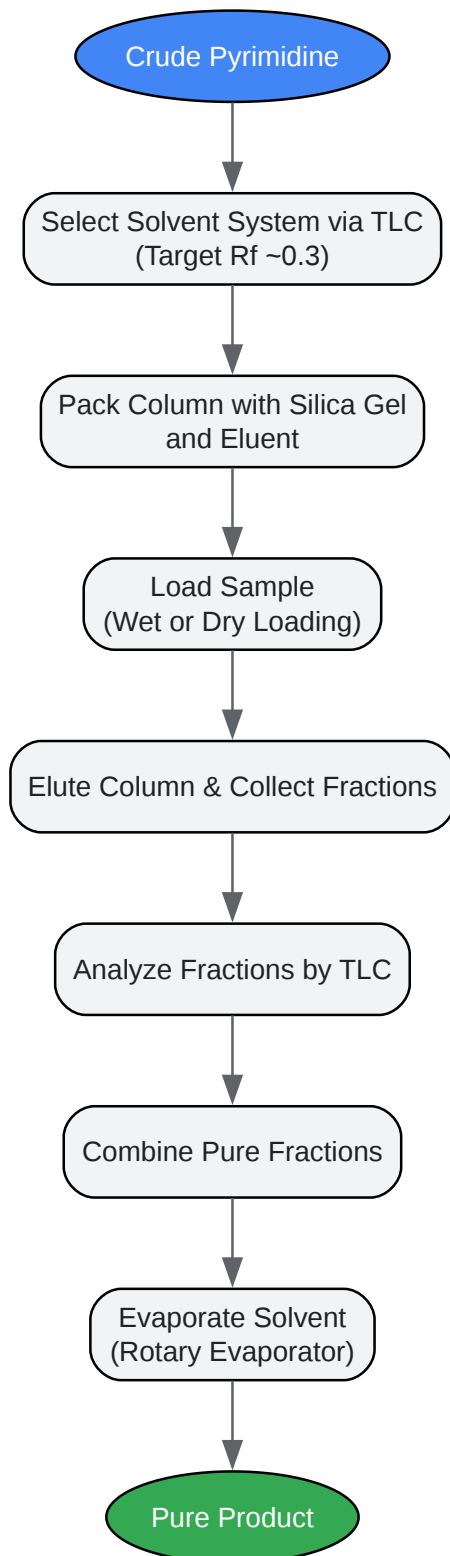 Crude Pyrimidine
Select Solvent System via TLC
(Target Rf ~0.3)
Pack Column with Silica Gel
and Eluent
Load Sample
(Wet or Dry Loading)
Elute Column & Collect Fractions
Analyze Fractions by TLC
Combine Pure Fractions
Evaporate Solvent
(Rotary Evaporator)
Pure Product